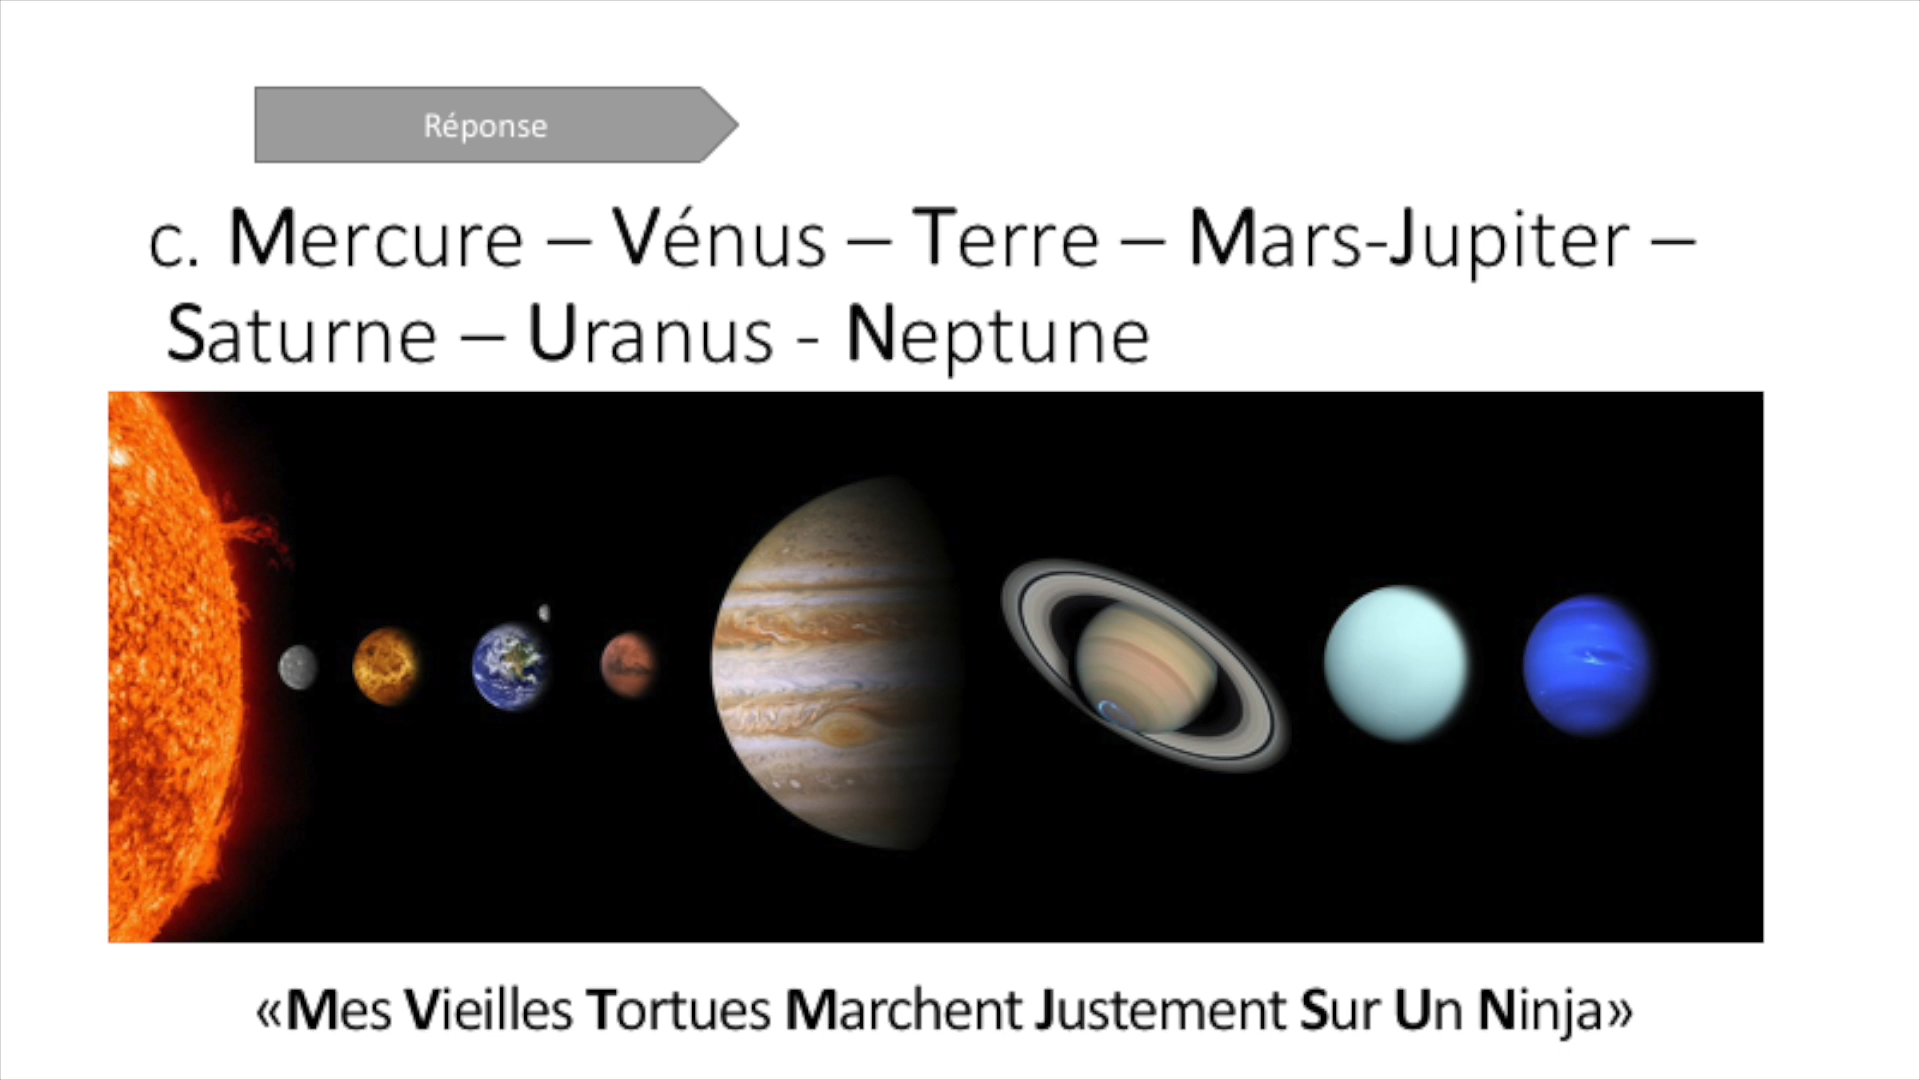 Réponse
c. Mercure – Vénus – Terre – Mars-Jupiter –
Saturne – Uranus - Neptune
«Mes Vieilles Tortues Marchent Justement Sur Un Ninja»